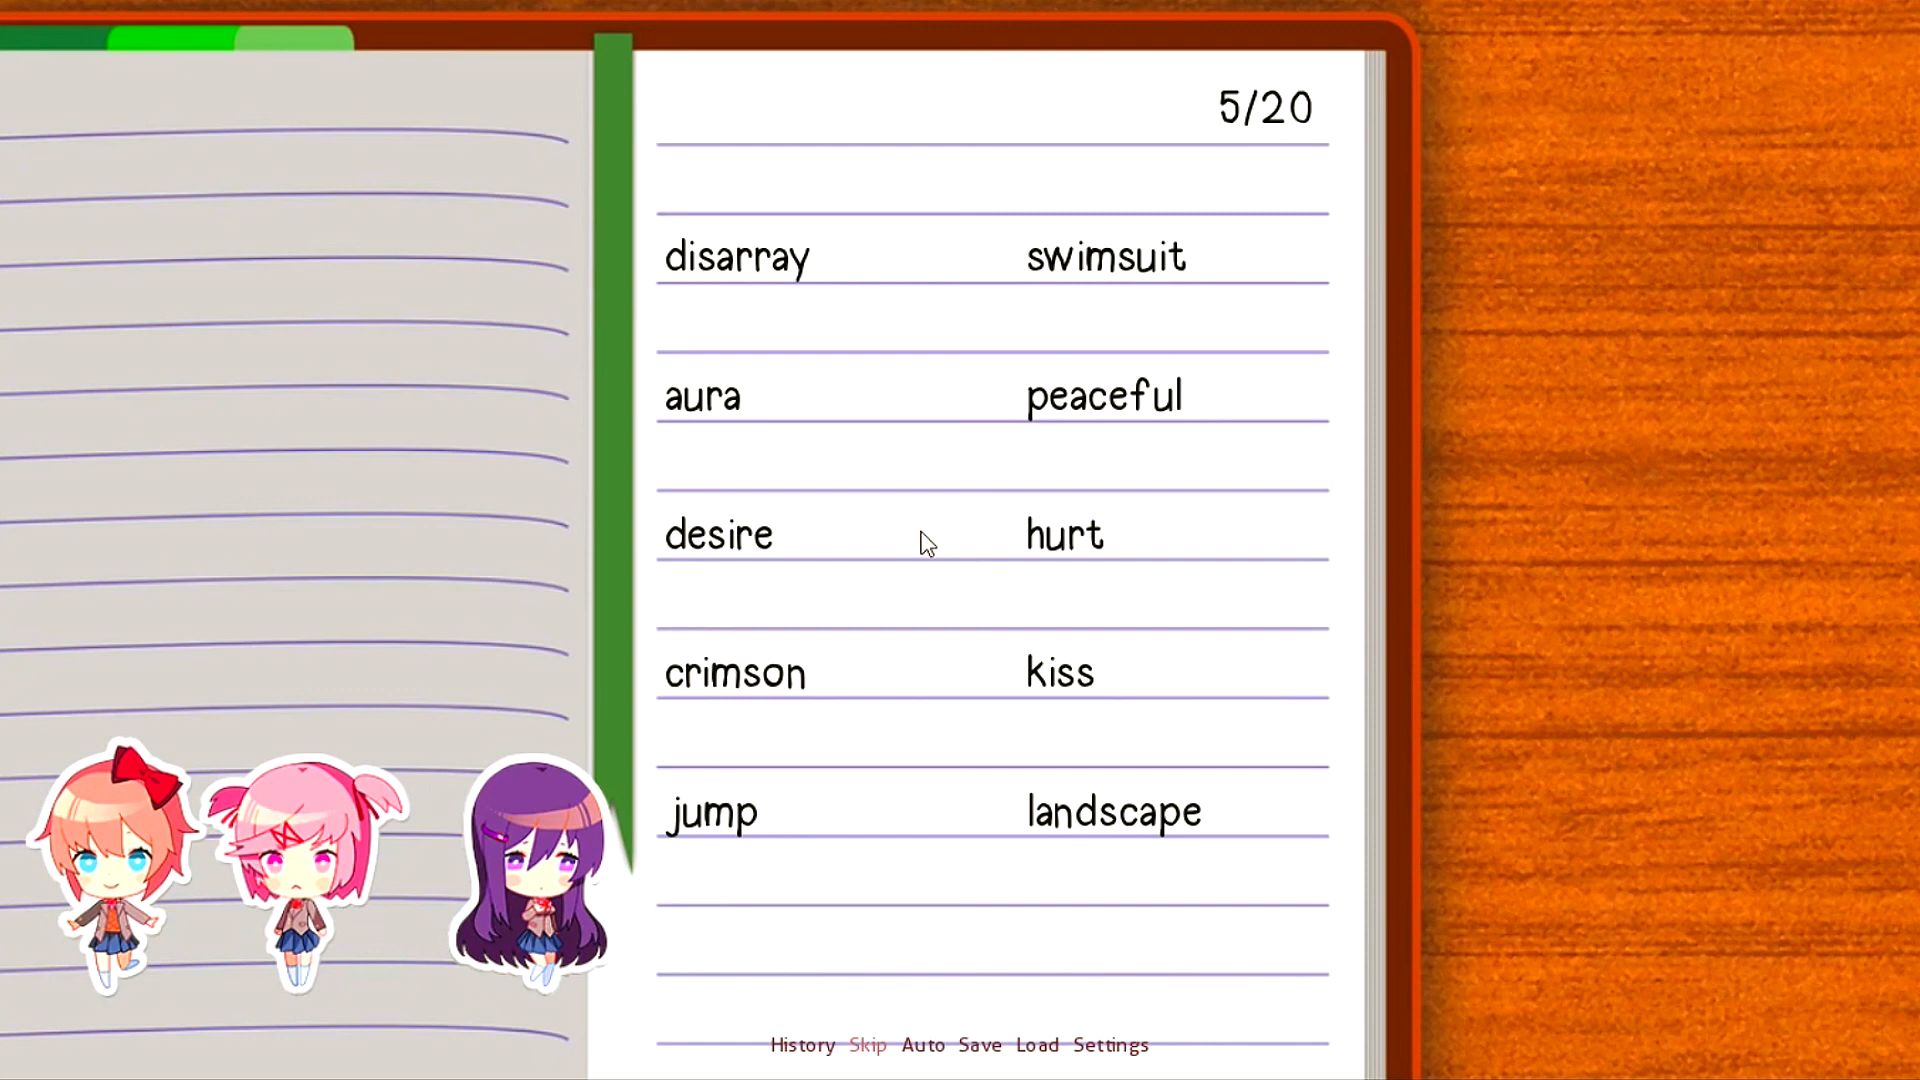 5/20
disarray swimsuit
aura peaceful
desire hurt
crimson kiss
jump landscape
History Skip Auto Save Load Settings